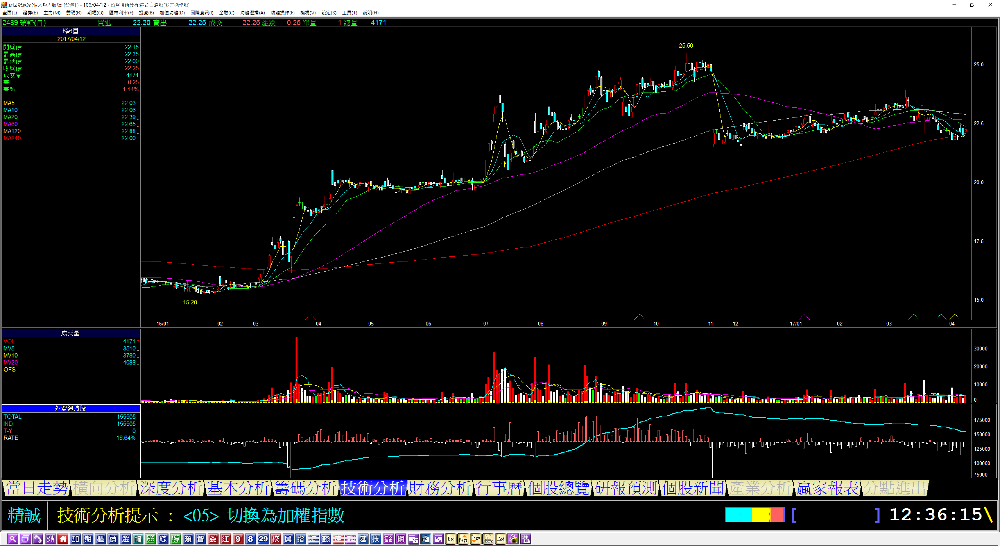 新世紀贏家(個人戶大廳版: [台灣] ) - 106/04/12 - 台盤技術分析;綜合自選股[多方操作股]
畫面(L) 證券(E) 主力(M) 籌碼(R) 期權(O) 匯市利率(F) 投資(B) 加值功能(D) 國際資訊(I) 金融(C) 功能選擇(A) 功能操作(F) 檢視(V) 設定(S) 工具(T) 說明(H)
2489 瑞軒(日) 買進 22.20 賣出 22.25 成交 22.25 漲跌 0.25 單量 1 總量 4171
K線圖
2017/04/12
開盤價 22.15
最高價 22.35
最低價 22.00
收盤價 22.25
成交量 4171
差 0.25
差% 1.14%
MA5 22.03↑
MA10 22.06↑
MA20 22.39↓
MA60 22.65↓
MA120 22.88↓
MA240 22.00↑
25.50
15.20
25.0
22.5
20.0
17.5
15.0
16/01 02 03 04 05 06 07 08 09 10 11 12 17/01 02 03 04
成交量
VOL 4171↑
MV5 3510↓
MV10 3780↓
MV20 4088↓
OFS -
30000
20000
10000
0
外資總持股
TOTAL 155505
IND 155505
T-Y 0↑
RATE 18.64%
175000
150000
125000
100000
75000
當日走勢 橫向分析 深度分析 基本分析 籌碼分析 技術分析 財務分析 行事曆 個股總覽 研報預測 個股新聞 產業分析 贏家報表 分點進出
精誠 技術分析提示 : <05> 切換為加權指數 [ ] 12:36:15\
公告 加 期 櫃 價 選 幅 選 綜 綜 類 智 委 江 9 8 29 核 興 指 產類 基 技 基金 網 Esc Page Page Home End